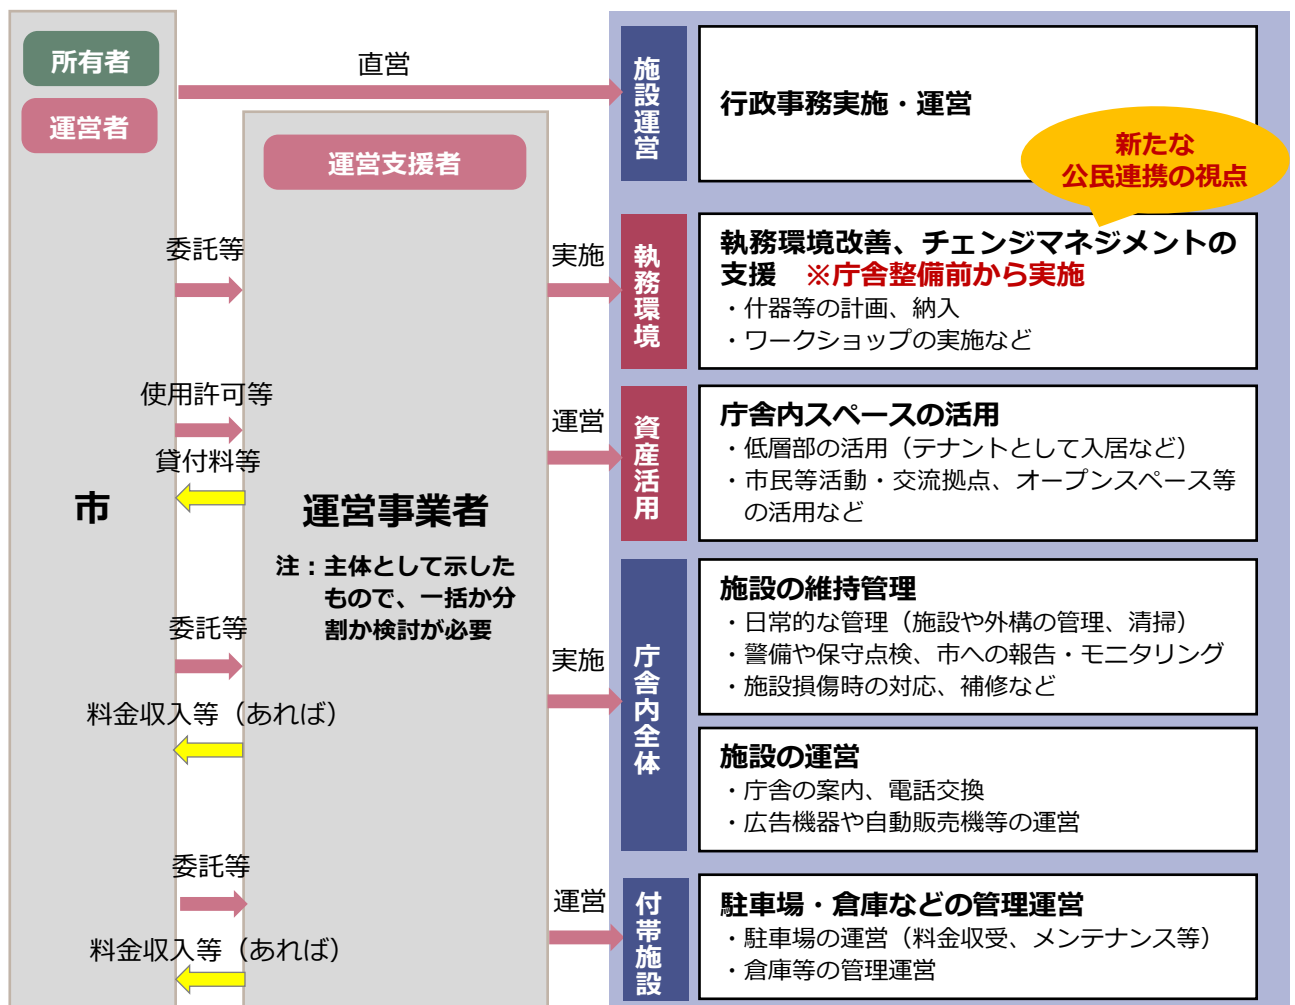 所有者
運営者
市
直営
運営支援者
運営事業者
注：主体として示した
もので、一括か分
割か検討が必要
委託等
使用許可等
貸付料等
委託等
料金収入等（あれば）
委託等
料金収入等（あれば）
実施
運営
実施
運営
施設運営
行政事務実施・運営
新たな
公民連携の視点
執務環境
執務環境改善、チェンジマネジメントの
支援　※庁舎整備前から実施
・什器等の計画、納入
・ワークショップの実施など
資産活用
庁舎内スペースの活用
・低層部の活用（テナントとして入居など）
・市民等活動・交流拠点、オープンスペース等
の活用など
庁舎内全体
施設の維持管理
・日常的な管理（施設や外構の管理、清掃）
・警備や保守点検、市への報告・モニタリング
・施設損傷時の対応、補修など
施設の運営
・庁舎の案内、電話交換
・広告機器や自動販売機等の運営
付帯施設
駐車場・倉庫などの管理運営
・駐車場の運営（料金収受、メンテナンス等）
・倉庫等の管理運営